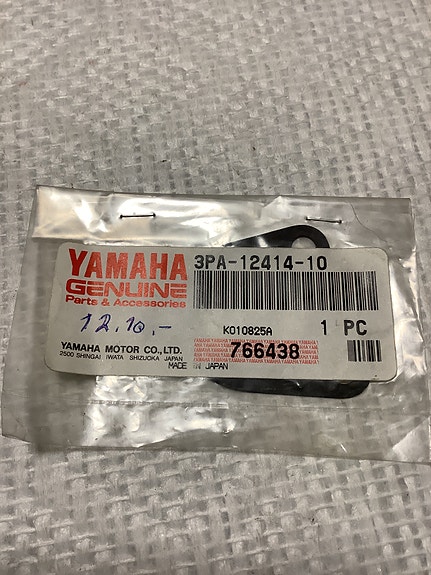 YAMAHA
GENUINE
Parts & Accessories
3PA-12414-10
12.10.-
K010825A
1 PC
YAMAHA MOTOR CO.,LTD.
2500 SHINGAI IWATA SHIZUOKA JAPAN
MADE IN JAPAN
766438